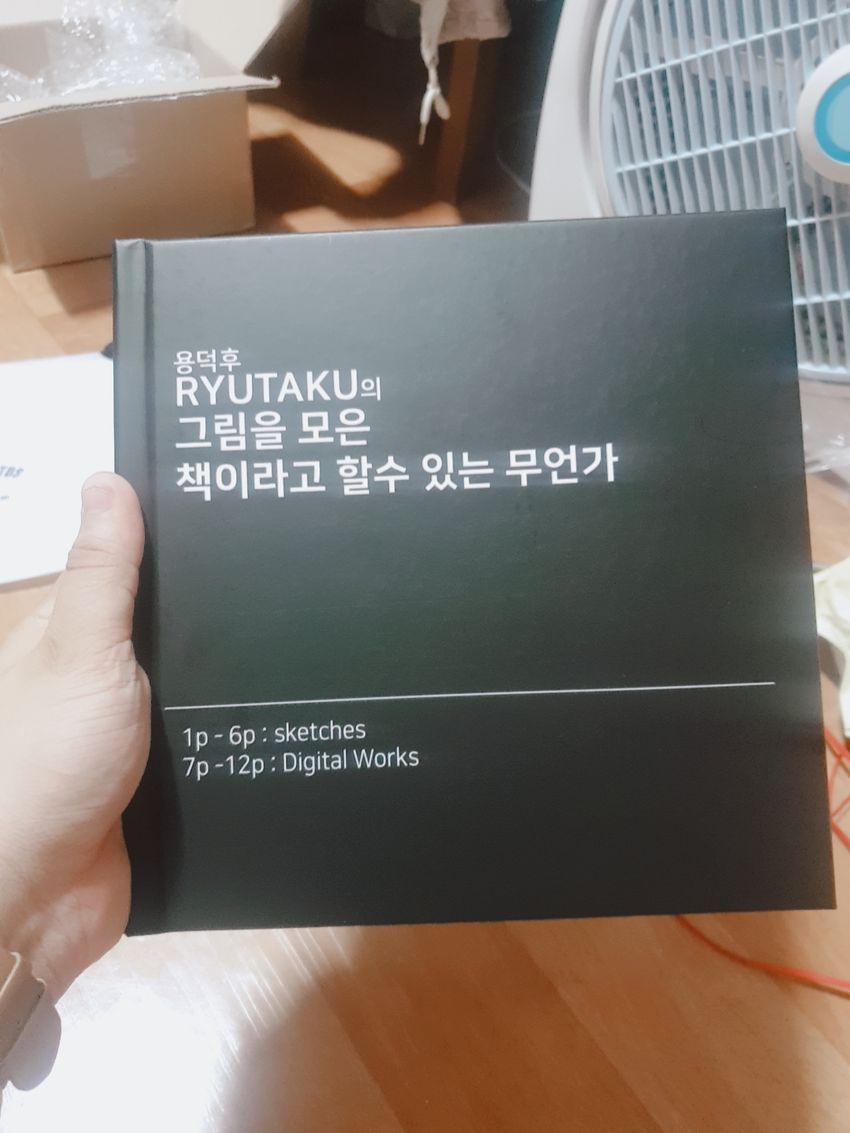 용덕후
RYUTAKU의
그림을 모은
책이라고 할수 있는 무언가
1p - 6p : sketches
7p -12p : Digital Works